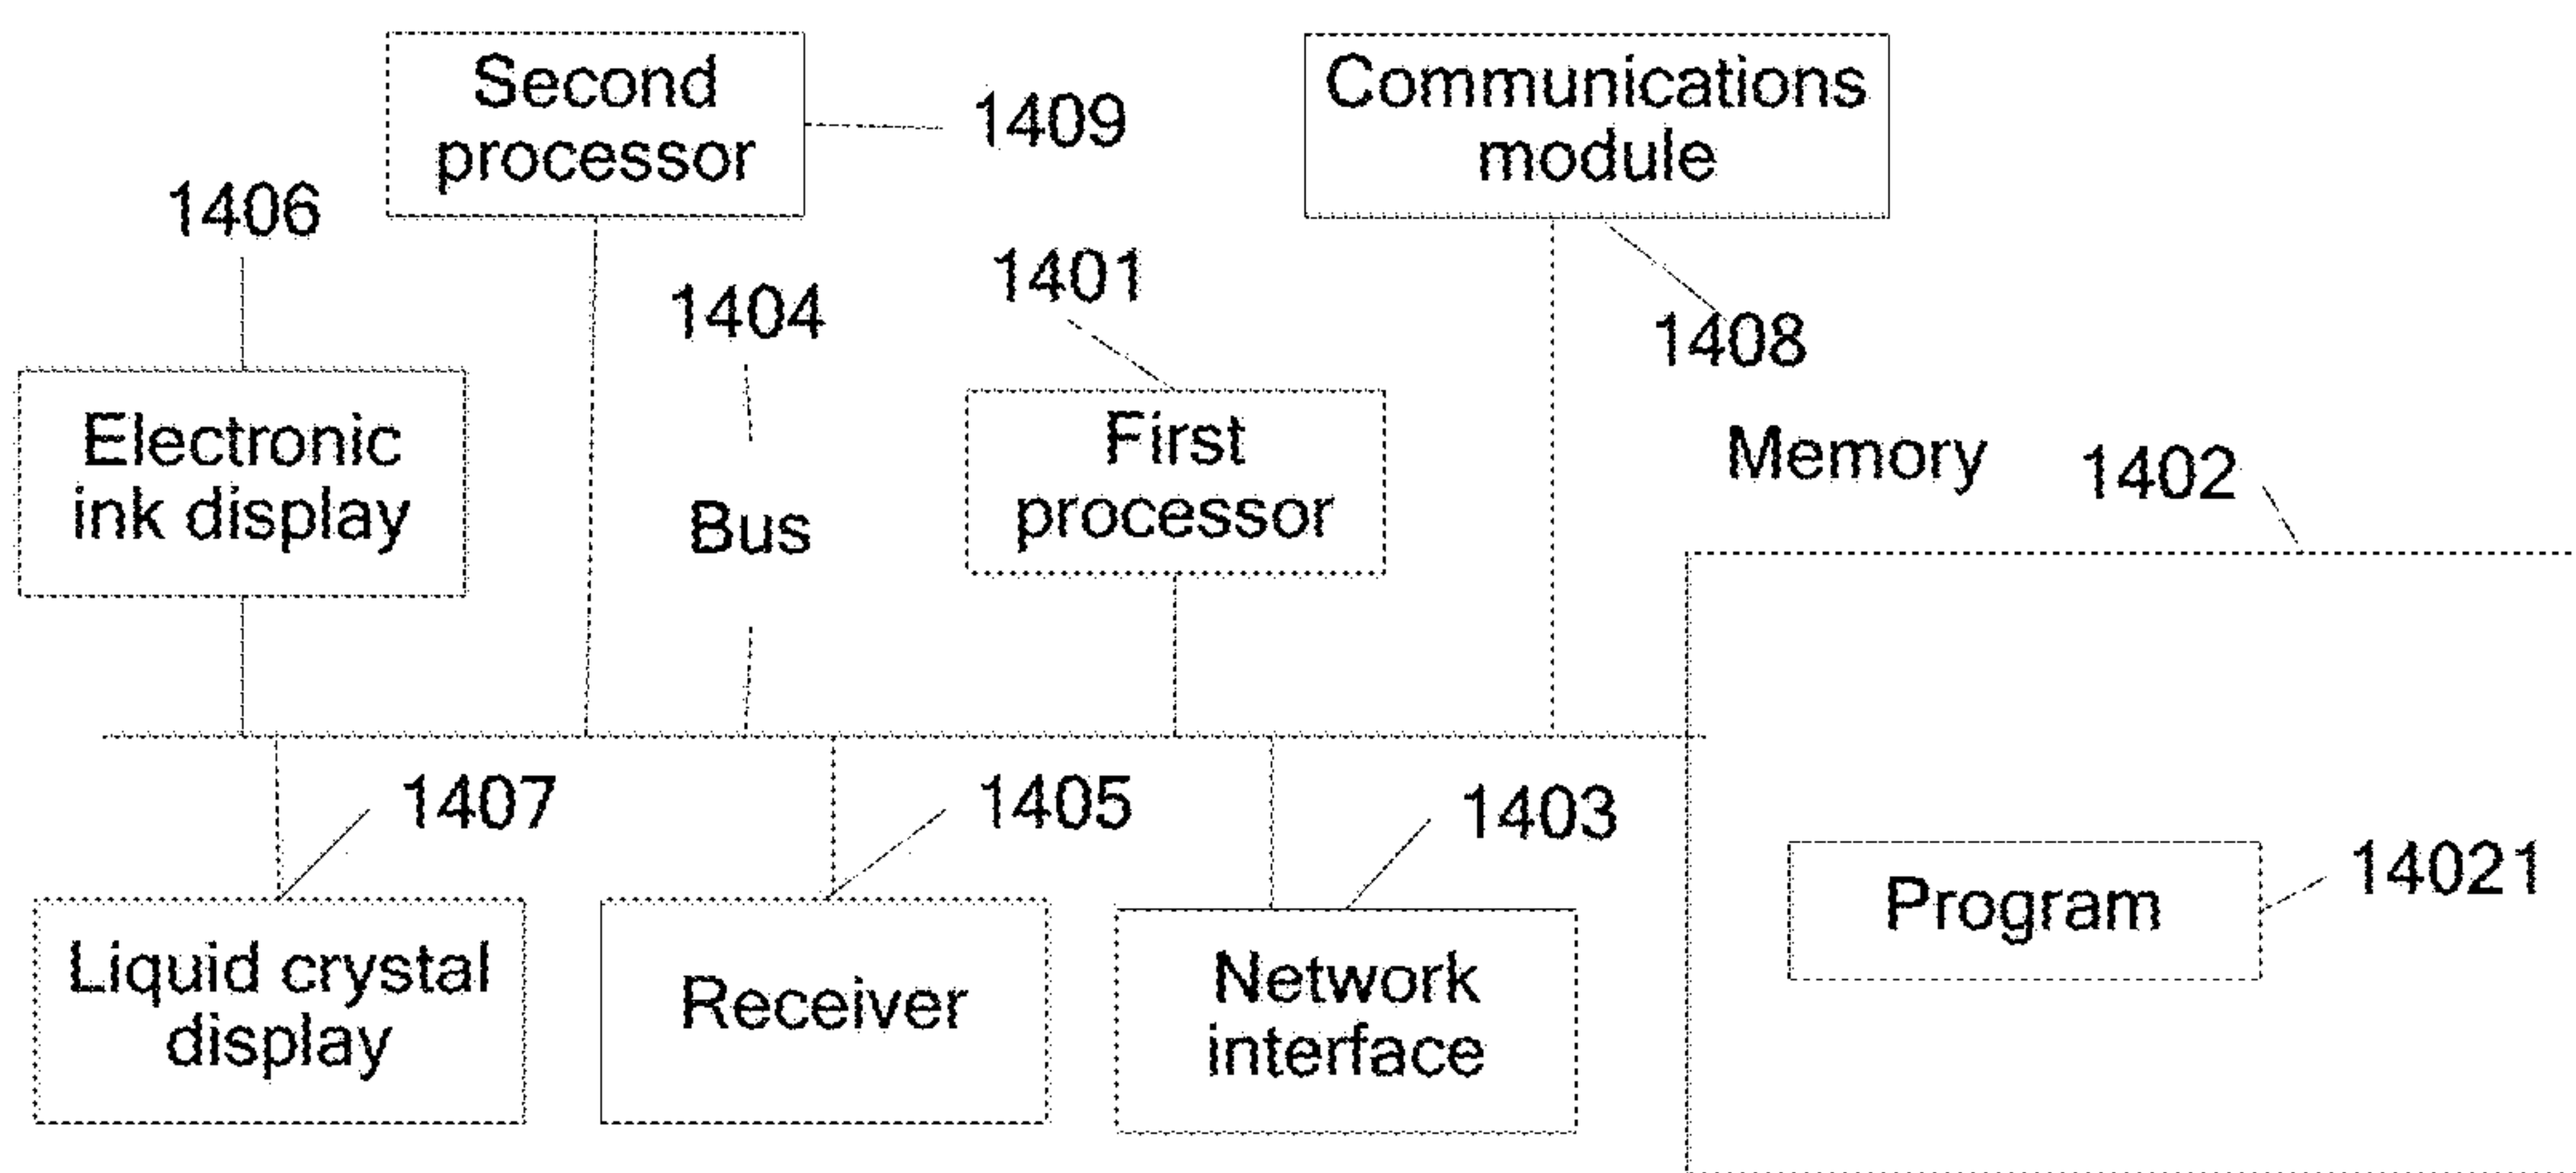 Second
processor
1409
Communications
module
1406
1401
1404
1408
Electronic
ink display
First
processor
Memory
1402
Bus
1407
1405
1403
14021
Program
Liquid crystal
display
Receiver
Network
interface